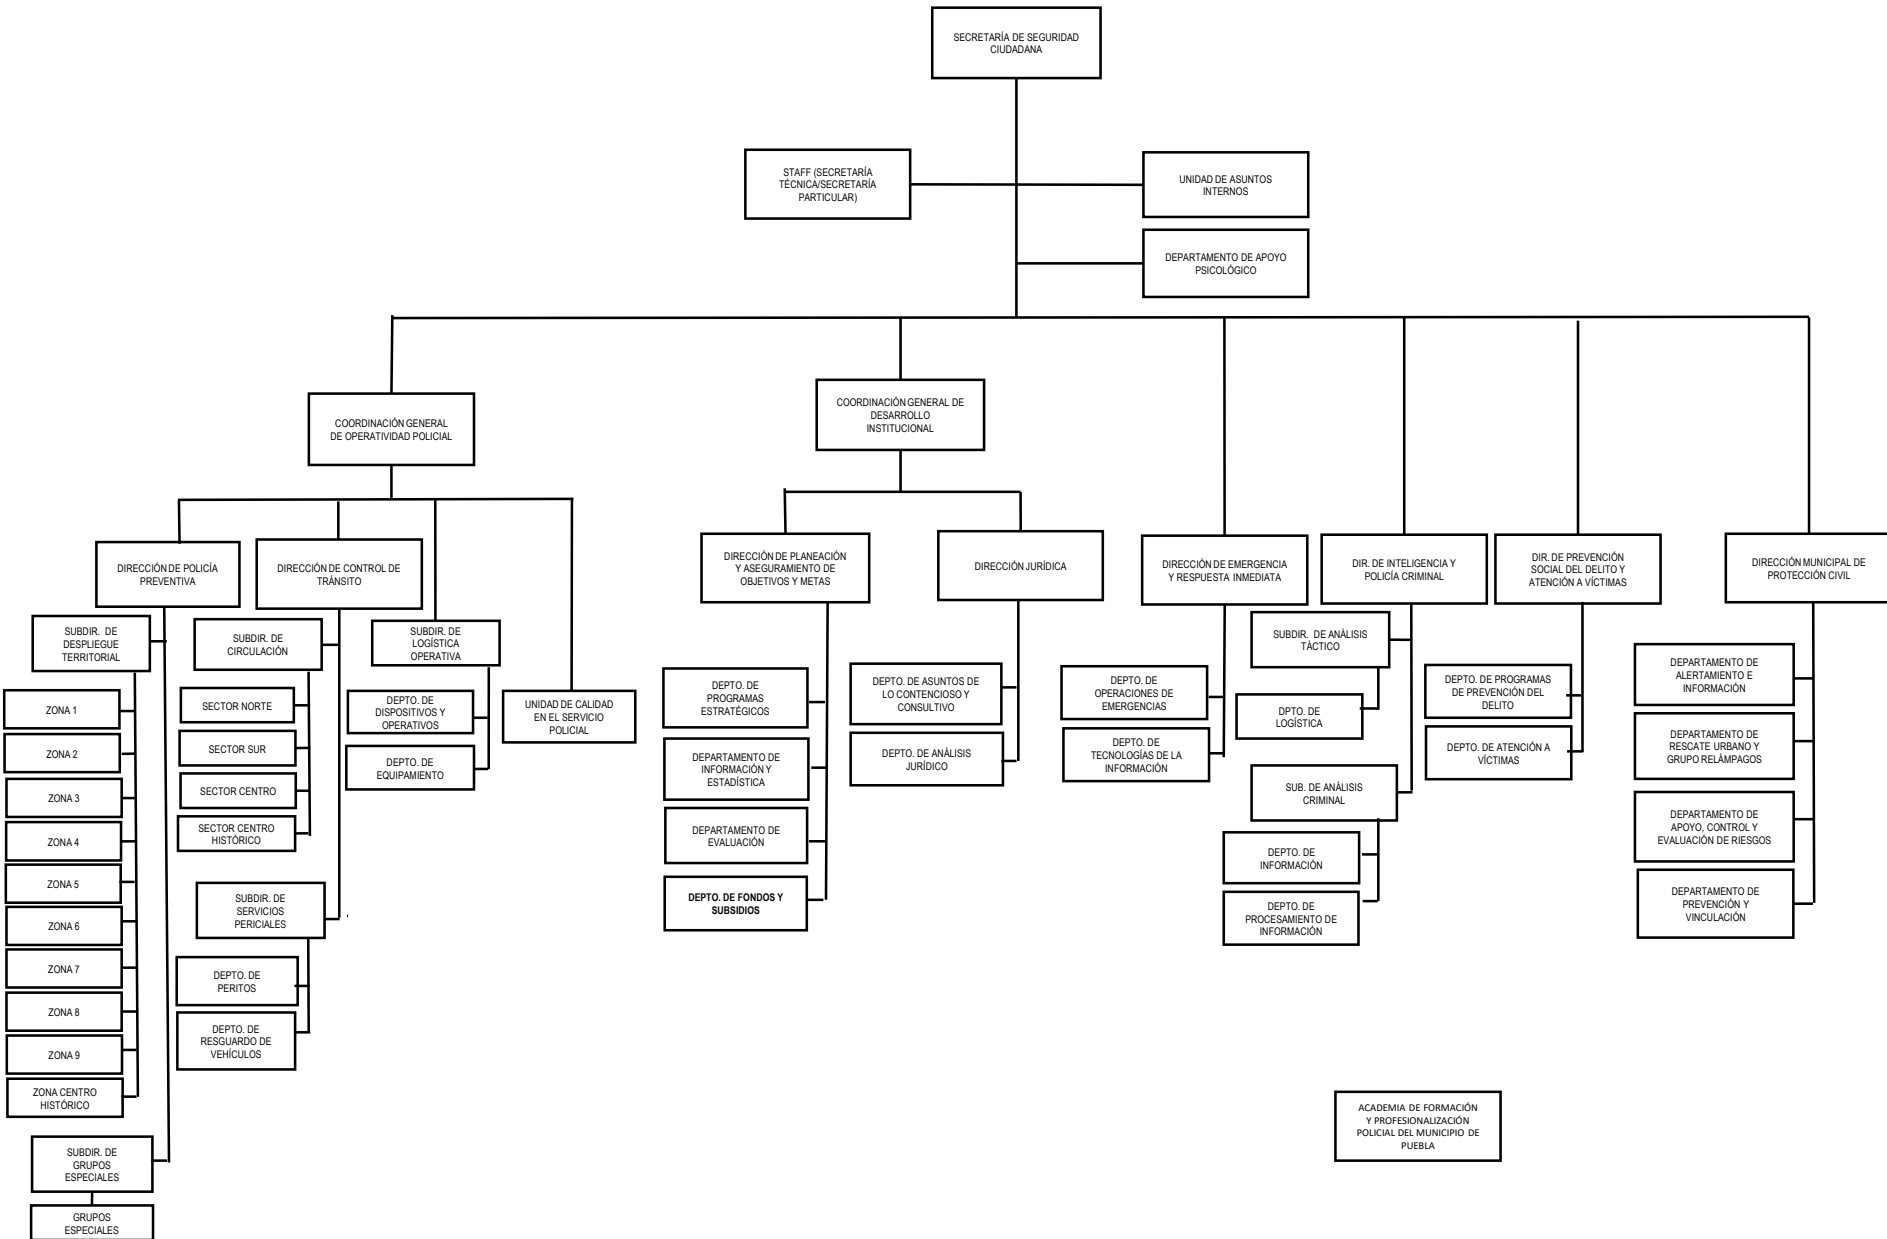 SECRETARÍA DE SEGURIDAD
CIUDADANA
STAFF (SECRETARÍA
TÉCNICA/SECRETARÍA
PARTICULAR)
UNIDAD DE ASUNTOS
INTERNOS
DEPARTAMENTO DE APOYO
PSICOLÓGICO
COORDINACIÓN GENERAL
DE OPERATIVIDAD POLICIAL
COORDINACIÓN GENERAL DE
DESARROLLO
INSTITUCIONAL
DIRECCIÓN DE POLICÍA
PREVENTIVA
DIRECCIÓN DE CONTROL DE
TRÁNSITO
DIRECCIÓN DE PLANEACIÓN
Y ASEGURAMIENTO DE
OBJETIVOS Y METAS
DIRECCIÓN JURÍDICA
DIRECCIÓN DE EMERGENCIA
Y RESPUESTA INMEDIATA
DIR. DE INTELIGENCIA Y
POLICÍA CRIMINAL
DIR. DE PREVENCIÓN
SOCIAL DEL DELITO Y
ATENCIÓN A VÍCTIMAS
DIRECCIÓN MUNICIPAL DE
PROTECCIÓN CIVIL
SUBDIR. DE
DESPLIEGUE
TERRITORIAL
ZONA 1
ZONA 2
ZONA 3
ZONA 4
ZONA 5
ZONA 6
ZONA 7
ZONA 8
ZONA 9
ZONA CENTRO
HISTÓRICO
SUBDIR. DE
GRUPOS
ESPECIALES
GRUPOS
ESPECIALES
SUBDIR. DE
CIRCULACIÓN
SECTOR NORTE
SECTOR SUR
SECTOR CENTRO
SECTOR CENTRO
HISTÓRICO
SUBDIR. DE
SERVICIOS
PERICIALES
DEPTO. DE
PERITOS
DEPTO. DE
RESGUARDO DE
VEHÍCULOS
SUBDIR. DE
LOGÍSTICA
OPERATIVA
DEPTO. DE
DISPOSITIVOS Y
OPERATIVOS
DEPTO. DE
EQUIPAMIENTO
UNIDAD DE CALIDAD
EN EL SERVICIO
POLICIAL
DEPTO. DE
PROGRAMAS
ESTRATÉGICOS
DEPARTAMENTO DE
INFORMACIÓN Y
ESTADÍSTICA
DEPARTAMENTO DE
EVALUACIÓN
DEPTO. DE FONDOS Y
SUBSIDIOS
DEPTO. DE ASUNTOS DE
LO CONTENCIOSO Y
CONSULTIVO
DEPTO. DE ANÁLISIS
JURÍDICO
DEPTO. DE
OPERACIONES DE
EMERGENCIAS
DEPTO. DE
TECNOLOGÍAS DE LA
INFORMACIÓN
SUBDIR. DE ANÁLISIS
TÁCTICO
DPTO. DE
LOGÍSTICA
SUB. DE ANÁLISIS
CRIMINAL
DEPTO. DE
INFORMACIÓN
DEPTO. DE
PROCESAMIENTO DE
INFORMACIÓN
DEPTO. DE PROGRAMAS
DE PREVENCIÓN DEL
DELITO
DEPTO. DE ATENCIÓN A
VÍCTIMAS
DEPARTAMENTO DE
ALERTAMIENTO E
INFORMACIÓN
DEPARTAMENTO DE
RESCATE URBANO Y
GRUPO RELÁMPAGOS
DEPARTAMENTO DE
APOYO, CONTROL Y
EVALUACIÓN DE RIESGOS
DEPARTAMENTO DE
PREVENCIÓN Y
VINCULACIÓN
ACADEMIA DE FORMACIÓN
Y PROFESIONALIZACIÓN
POLICIAL DEL MUNICIPIO DE
PUEBLA